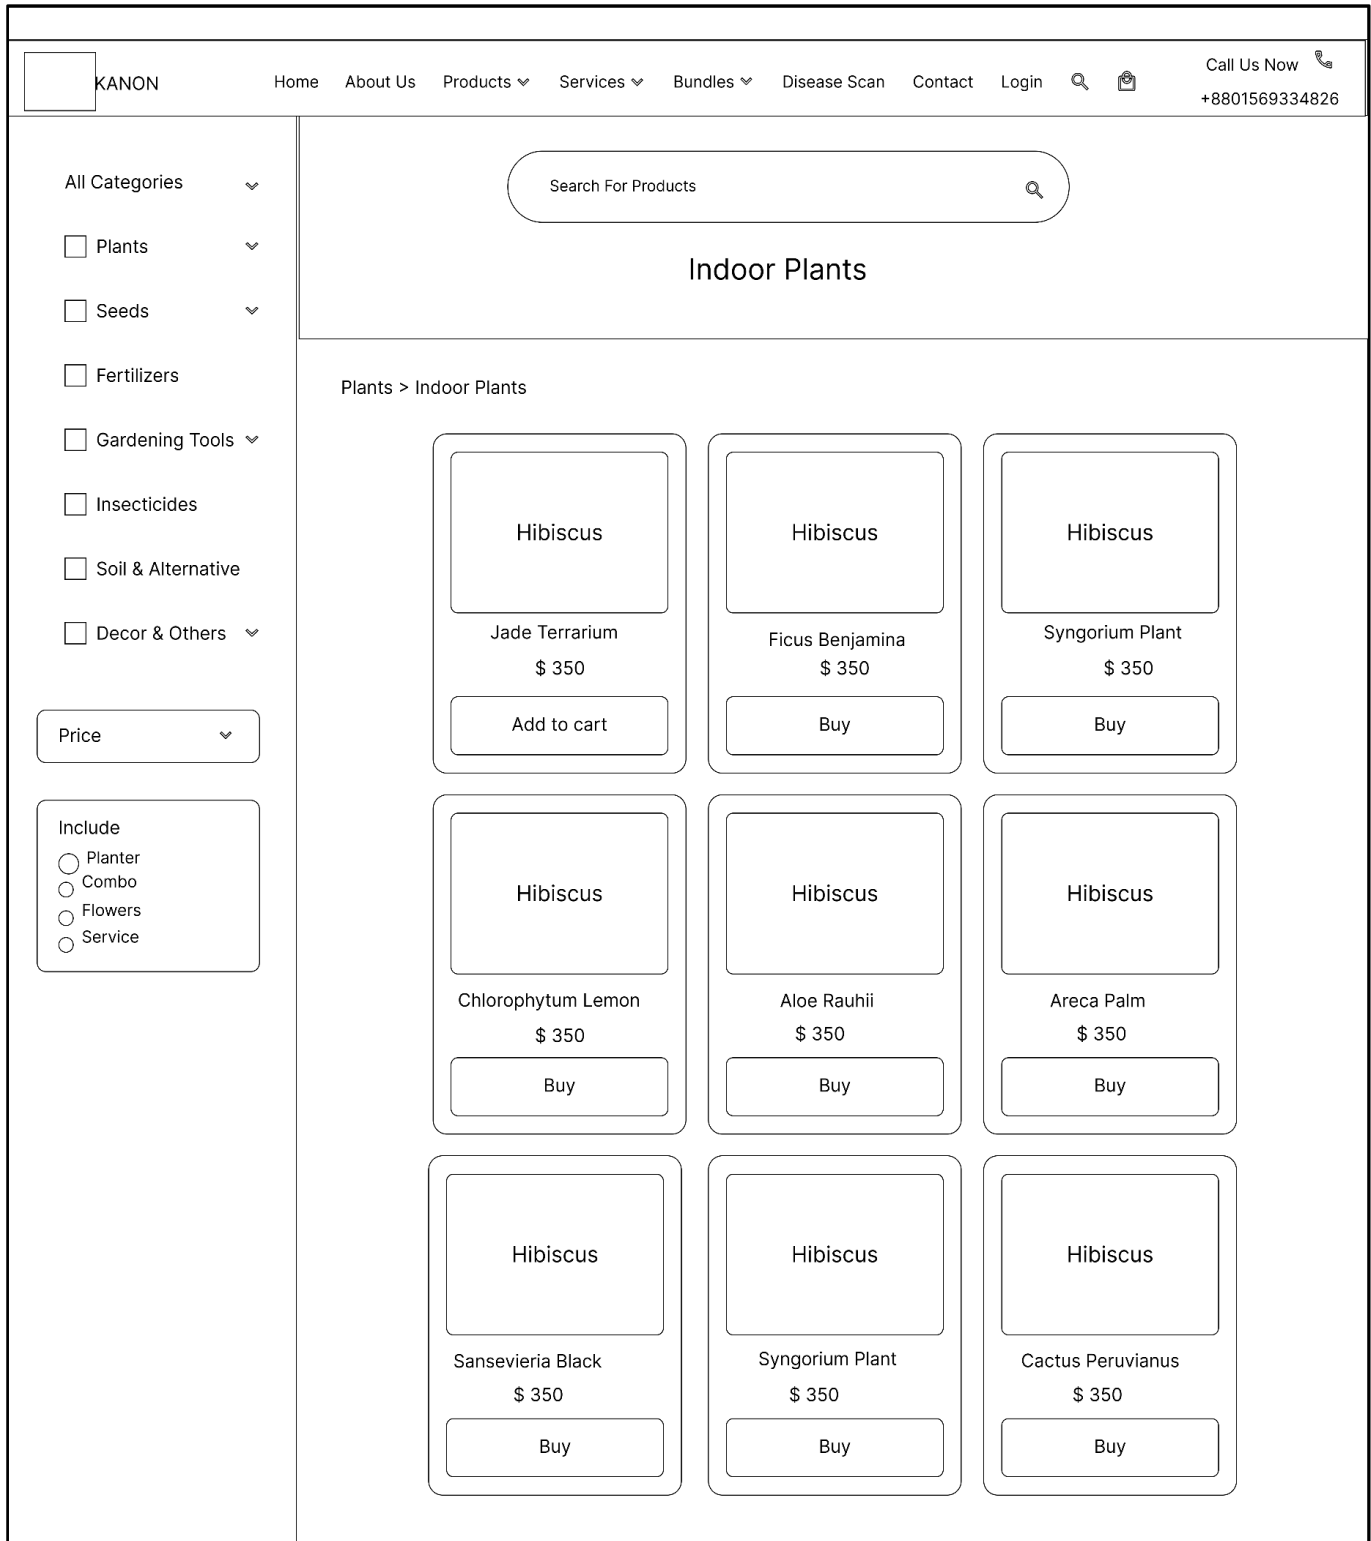 KANON
Home
About Us
Products
Services
Bundles
Disease Scan
Contact
Login
Call Us Now
+8801569334826
All Categories
Plants
Seeds
Fertilizers
Gardening Tools
Insecticides
Soil & Alternative
Decor & Others
Price
Include
Planter
Combo
Flowers
Service
Search For Products
Indoor Plants
Plants > Indoor Plants
Hibiscus
Jade Terrarium
$ 350
Add to cart
Hibiscus
Ficus Benjamina
$ 350
Buy
Hibiscus
Syngorium Plant
$ 350
Buy
Hibiscus
Chlorophytum Lemon
$ 350
Buy
Hibiscus
Aloe Rauhii
$ 350
Buy
Hibiscus
Areca Palm
$ 350
Buy
Hibiscus
Sansevieria Black
$ 350
Buy
Hibiscus
Syngorium Plant
$ 350
Buy
Hibiscus
Cactus Peruvianus
$ 350
Buy